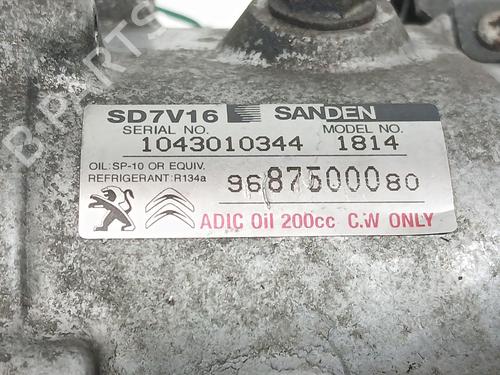 SD7V16 SANDEN
SERIAL NO. MODEL NO.
1043010344 1814
OIL: SP-10 OR EQUIV.
REFRIGERANT: R134a
9687500080
ADIC Oil 200cc C.W ONLY
B-PARTS